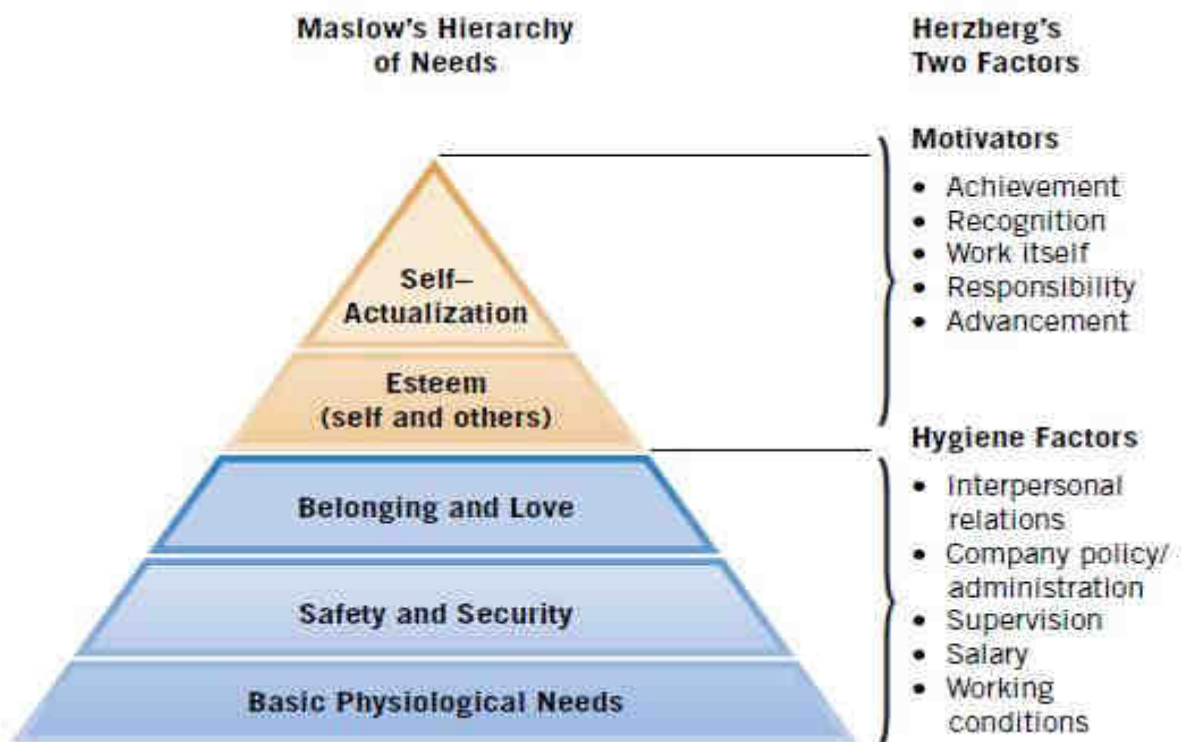 Maslow's Hierarchy
of Needs
Self–
Actualization
Esteem
(self and others)
Belonging and Love
Safety and Security
Basic Physiological Needs
Herzberg's
Two Factors
Motivators
• Achievement
• Recognition
• Work itself
• Responsibility
• Advancement
Hygiene Factors
• Interpersonal
relations
• Company policy/
administration
• Supervision
• Salary
• Working
conditions